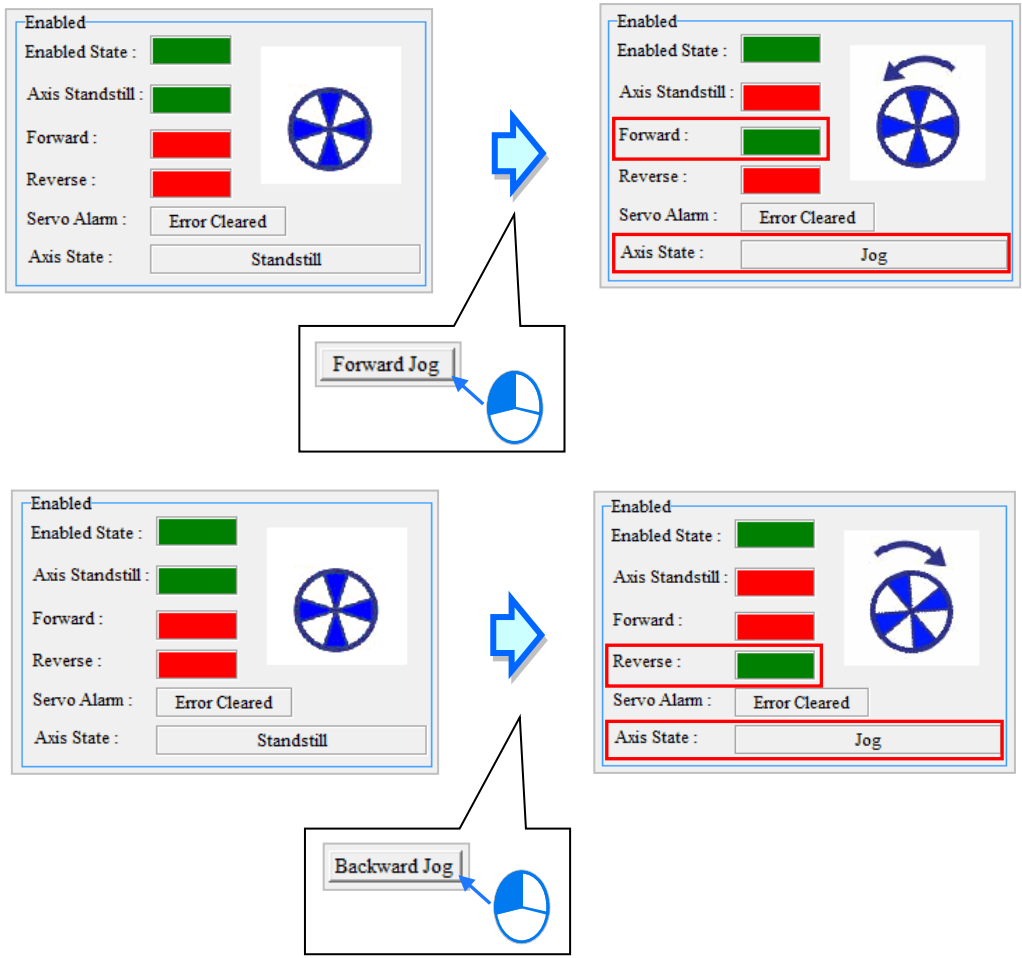 Enabled
Enabled State :
Axis Standstill :
Forward :
Reverse :
Servo Alarm : Error Cleared
Axis State : Standstill
Enabled
Enabled State :
Axis Standstill :
Forward :
Reverse :
Servo Alarm : Error Cleared
Axis State : Jog
Forward Jog
Enabled
Enabled State :
Axis Standstill :
Forward :
Reverse :
Servo Alarm : Error Cleared
Axis State : Standstill
Enabled
Enabled State :
Axis Standstill :
Forward :
Reverse :
Servo Alarm : Error Cleared
Axis State : Jog
Backward Jog